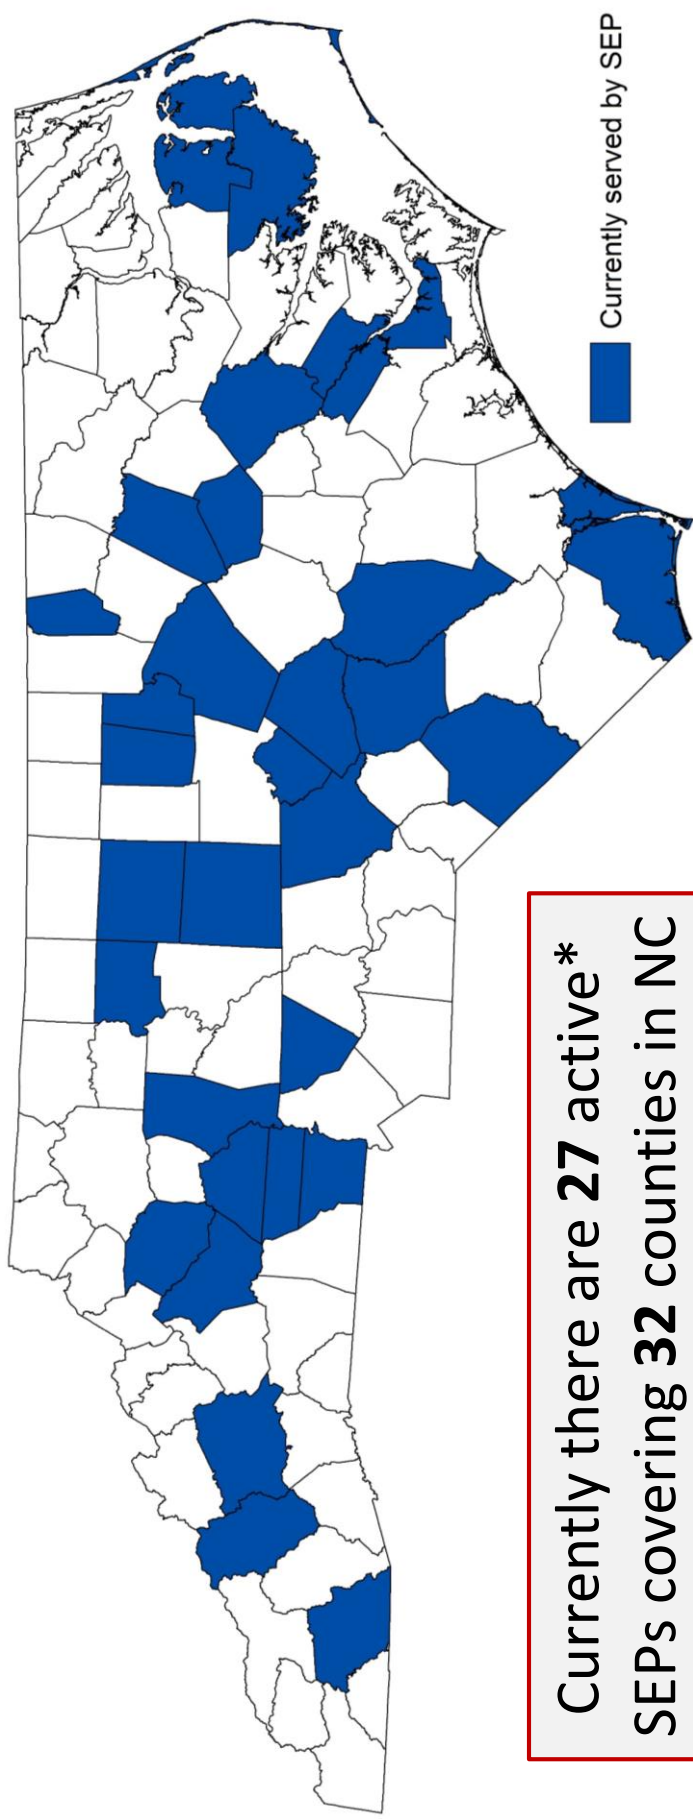 Currently served by SEP
Currently there are 27 active*
SEPs covering 32 counties in NC